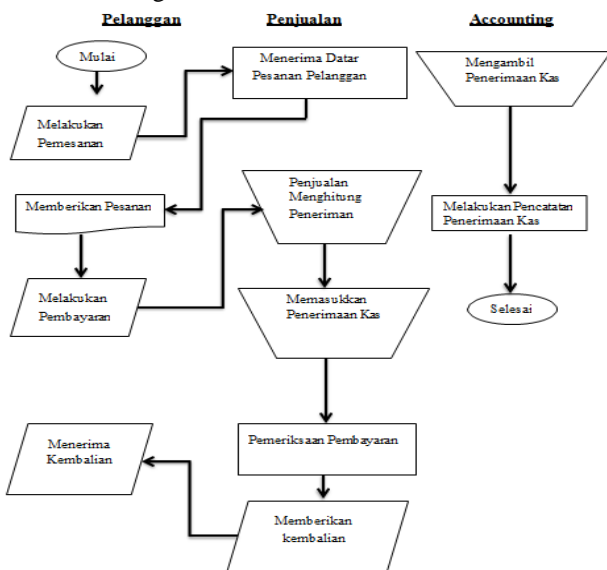 Pelanggan
Penjualan
Accounting
Mulai
Menerima Datar
Pesanan Pelanggan
Mengambil
Penerimaan Kas
Melakukan
Pemesanan
Memberikan Pesanan
Penjualan
Menghitung
Peneriman
Melakukan Pencatatan
Penerimaan Kas
Melakukan
Pembayaran
Memasukkan
Penerimaan Kas
Selesai
Menerima
Kembalian
Pemeriksaan Pembayaran
Memberikan
kembalian